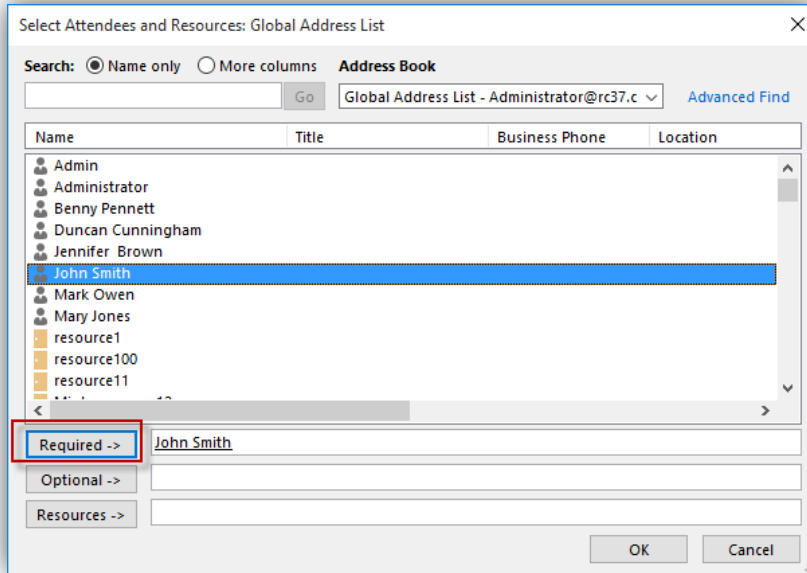 Select Attendees and Resources: Global Address List
Search: Name only More columns Address Book
Go Global Address List - Administrator@rc37.c Advanced Find
Name Title Business Phone Location
Admin
Administrator
Benny Pennett
Duncan Cunningham
Jennifer Brown
John Smith
Mark Owen
Mary Jones
resource1
resource100
resource11
Required -> John Smith
Optional ->
Resources ->
OK Cancel